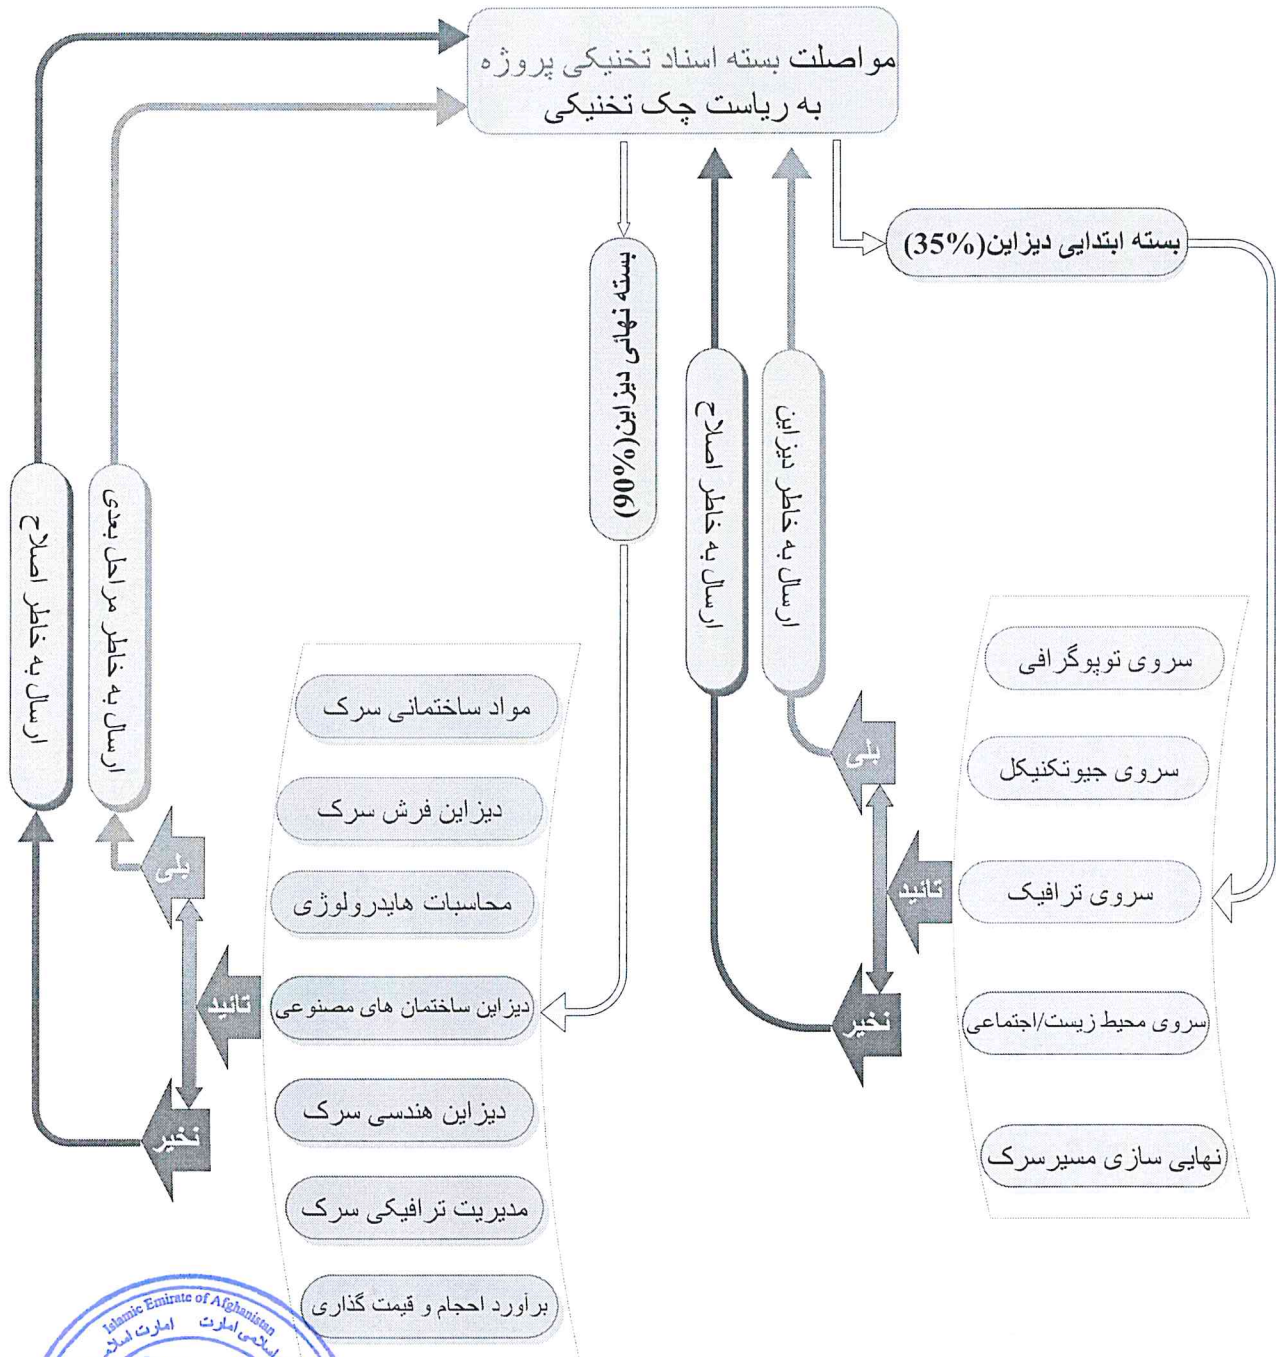 مواصلت بسته اسناد تخنیکی پروژه
به ریاست چک تخنیکی
بسته ابتدایی دیزاین(35%)
بسته نهائی دیزاین(90%)
ارسال به خاطر دیزاین
ارسال به خاطر اصلاح
ارسال به خاطر مراحل بعدی
ارسال به خاطر اصلاح
سروی توپوگرافی
سروی جیوتکنیکل
سروی ترافیک
سروی محیط زیست/اجتماعی
نهایی سازی مسیرسرک
بلی
تائید
نخیر
مواد ساختمانی سرک
دیزاین فرش سرک
محاسبات هایدرولوژی
دیزاین ساختمان های مصنوعی
دیزاین هندسی سرک
مدیریت ترافیکی سرک
برآورد احجام و قیمت گذاری
بلی
تائید
نخیر
Islamic Emirate of Afghanistan